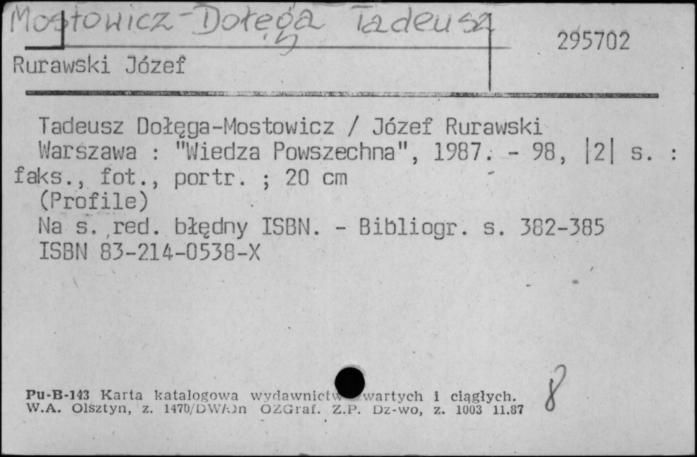 Mostowicz-Dołęga Tadeusz
295702
Rurawski Józef
Tadeusz Dołęga-Mostowicz / Józef Rurawski
Warszawa : "Wiedza Powszechna", 1987. - 98, |2| s. :
faks., fot., portr. ; 20 cm
(Profile)
Na s. red. błędny ISBN. - Bibliogr. s. 382-385
ISBN 83-214-0538-X
8
Pu-B-143 Karta katalogowa wydawnictw zwartych i ciągłych.
W.A. Olsztyn, z. 1470/DWA/n OZGraf. Z.P. Dz-wo, z. 1003 11.87